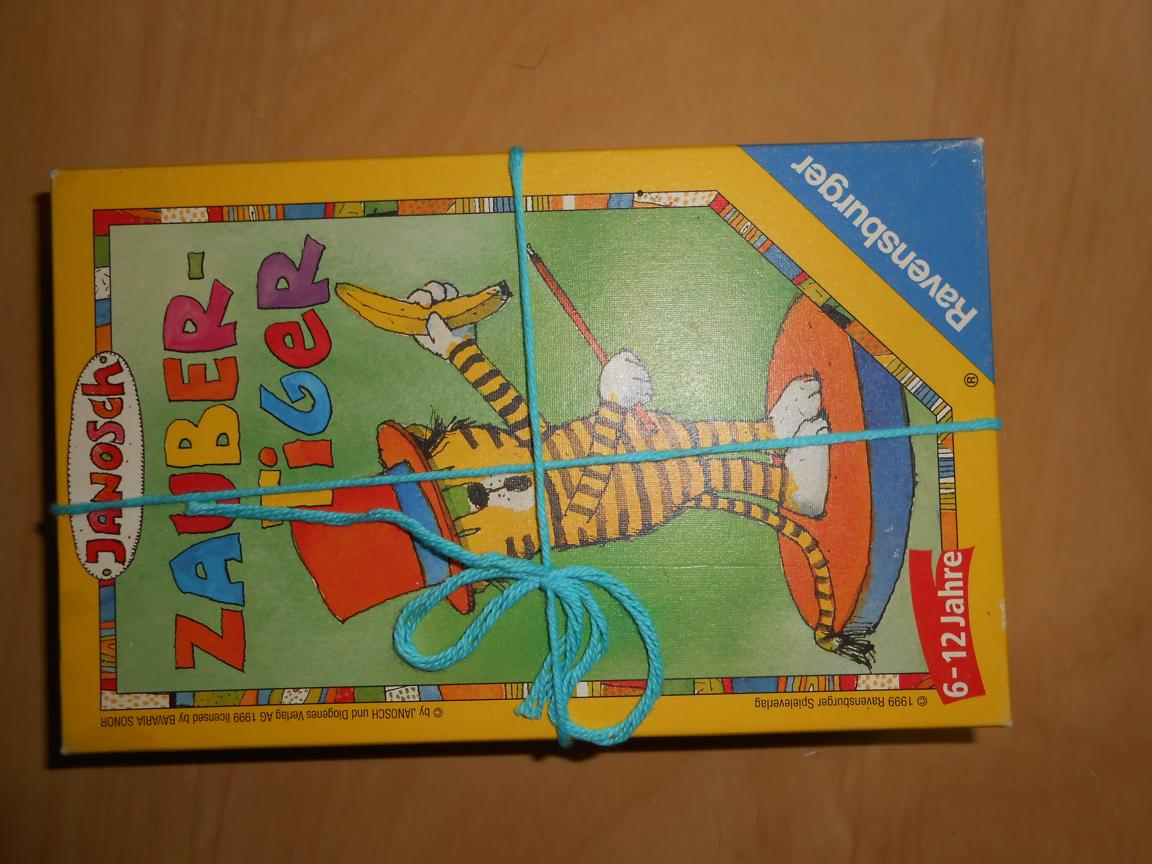 JANOSCH
ZAUBER-
TIGER
Ravensburger
®
6-12 Jahre
© by JANOSCH und Diogenes Verlag AG 1999 licensed by BAVARIA SONOR
© 1999 Ravensburger Spieleverlag